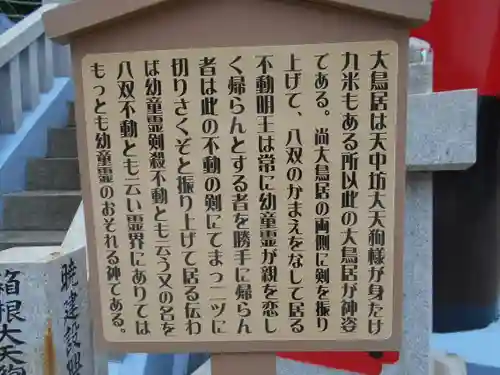 大鳥居は天中坊大天狗様が身たけ
九米もある所以此の大鳥居が神姿
である。尚大鳥居の両側に剣を振り
上げて、八双のかまえをなして居る
不動明王は常に幼童霊が親を恋し
く帰らんとする者を勝手に帰らん
者は此の不動の剣にてまっ二ツに
切りさくぞと振り上げて居る伝わ
ば幼童霊剣殺不動とも云う又の名を
八双不動とも云い霊界にありては
もっとも幼童霊のおそれる神である。
暁建設
箱根大天